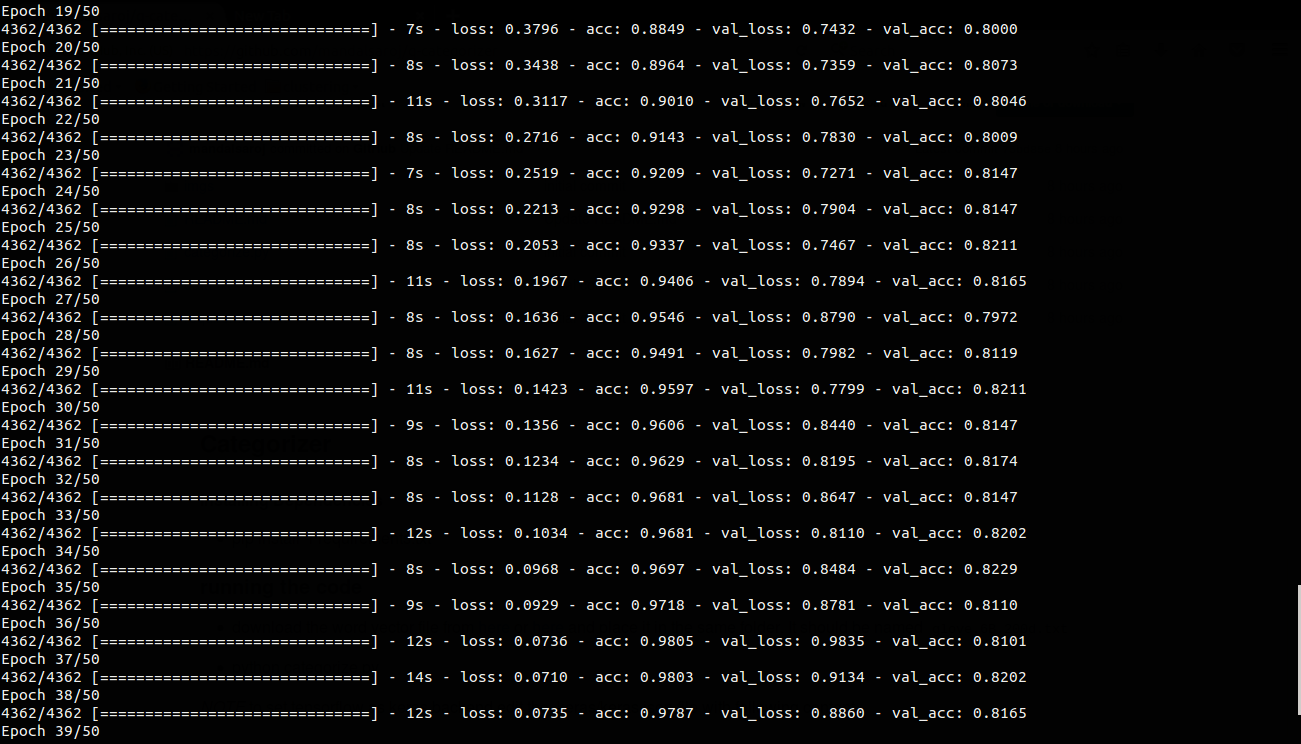 Epoch 19/50
4362/4362 [==============================] - 7s - loss: 0.3796 - acc: 0.8849 - val_loss: 0.7432 - val_acc: 0.8000
Epoch 20/50
4362/4362 [==============================] - 8s - loss: 0.3438 - acc: 0.8964 - val_loss: 0.7359 - val_acc: 0.8073
Epoch 21/50
4362/4362 [==============================] - 11s - loss: 0.3117 - acc: 0.9010 - val_loss: 0.7652 - val_acc: 0.8046
Epoch 22/50
4362/4362 [==============================] - 8s - loss: 0.2716 - acc: 0.9143 - val_loss: 0.7830 - val_acc: 0.8009
Epoch 23/50
4362/4362 [==============================] - 7s - loss: 0.2519 - acc: 0.9209 - val_loss: 0.7271 - val_acc: 0.8147
Epoch 24/50
4362/4362 [==============================] - 8s - loss: 0.2213 - acc: 0.9298 - val_loss: 0.7904 - val_acc: 0.8147
Epoch 25/50
4362/4362 [==============================] - 8s - loss: 0.2053 - acc: 0.9337 - val_loss: 0.7467 - val_acc: 0.8211
Epoch 26/50
4362/4362 [==============================] - 11s - loss: 0.1967 - acc: 0.9406 - val_loss: 0.7894 - val_acc: 0.8165
Epoch 27/50
4362/4362 [==============================] - 8s - loss: 0.1636 - acc: 0.9546 - val_loss: 0.8790 - val_acc: 0.7972
Epoch 28/50
4362/4362 [==============================] - 8s - loss: 0.1627 - acc: 0.9491 - val_loss: 0.7982 - val_acc: 0.8119
Epoch 29/50
4362/4362 [==============================] - 11s - loss: 0.1423 - acc: 0.9597 - val_loss: 0.7799 - val_acc: 0.8211
Epoch 30/50
4362/4362 [==============================] - 9s - loss: 0.1356 - acc: 0.9606 - val_loss: 0.8440 - val_acc: 0.8147
Epoch 31/50
4362/4362 [==============================] - 8s - loss: 0.1234 - acc: 0.9629 - val_loss: 0.8195 - val_acc: 0.8174
Epoch 32/50
4362/4362 [==============================] - 8s - loss: 0.1128 - acc: 0.9681 - val_loss: 0.8647 - val_acc: 0.8147
Epoch 33/50
4362/4362 [==============================] - 12s - loss: 0.1034 - acc: 0.9681 - val_loss: 0.8110 - val_acc: 0.8202
Epoch 34/50
4362/4362 [==============================] - 8s - loss: 0.0968 - acc: 0.9697 - val_loss: 0.8484 - val_acc: 0.8229
Epoch 35/50
4362/4362 [==============================] - 9s - loss: 0.0929 - acc: 0.9718 - val_loss: 0.8781 - val_acc: 0.8110
Epoch 36/50
4362/4362 [==============================] - 12s - loss: 0.0736 - acc: 0.9805 - val_loss: 0.9835 - val_acc: 0.8101
Epoch 37/50
4362/4362 [==============================] - 14s - loss: 0.0710 - acc: 0.9803 - val_loss: 0.9134 - val_acc: 0.8202
Epoch 38/50
4362/4362 [==============================] - 12s - loss: 0.0735 - acc: 0.9787 - val_loss: 0.8860 - val_acc: 0.8165
Epoch 39/50